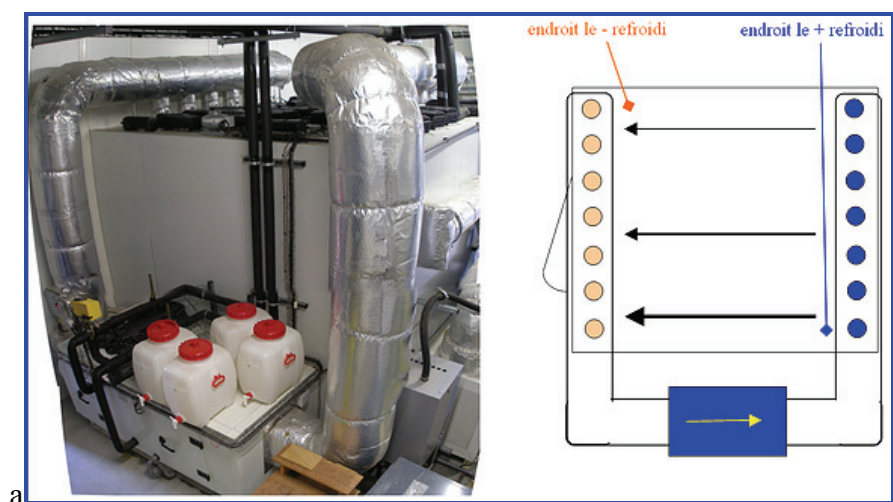 endroit le - refroidi
endroit le + refroidi
a